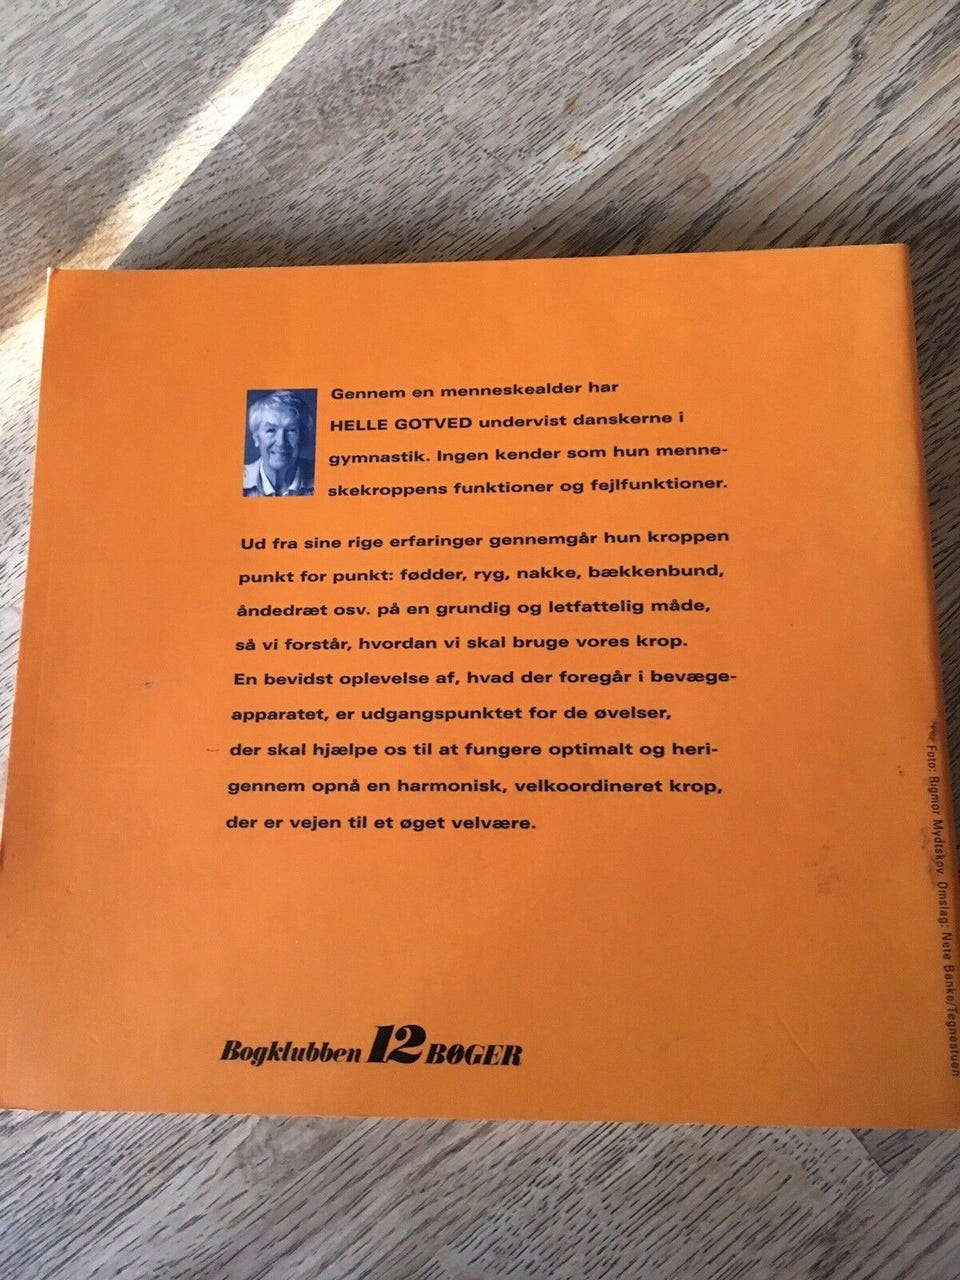 Gennem en menneskealder har
HELLE GOTVED undervist danskerne i
gymnastik. Ingen kender som hun menne-
skekroppens funktioner og fejlfunktioner.
Ud fra sine rige erfaringer gennemgår hun kroppen
punkt for punkt: fødder, ryg, nakke, bækkenbund,
åndedræt osv. på en grundig og letfattelig måde,
så vi forstår, hvordan vi skal bruge vores krop.
En bevidst oplevelse af, hvad der foregår i bevæge-
apparatet, er udgangspunktet for de øvelser,
der skal hjælpe os til at fungere optimalt og heri-
gennem opnå en harmonisk, velkoordineret krop,
der er vejen til et øget velvære.
Bogklubben 12 BØGER
Foto: Rigmor Mydtskov. Omslag: Nete Banke/Tegnestuen